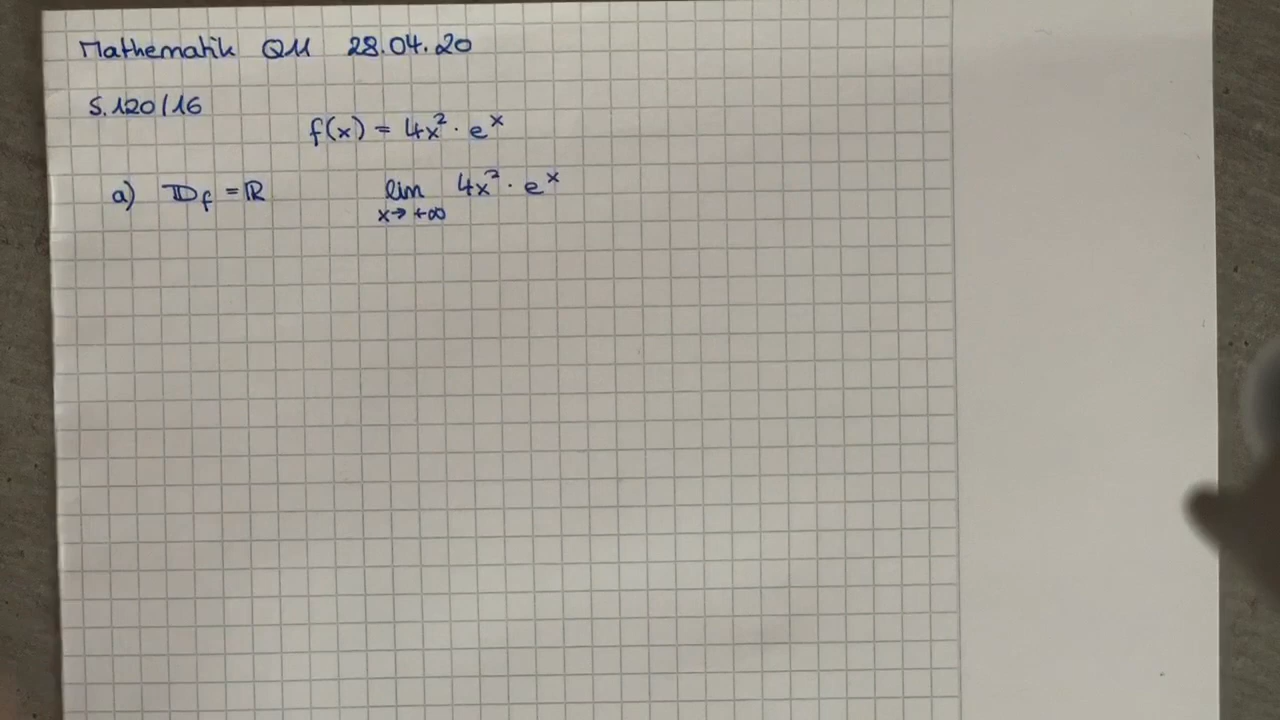 Mathematik Q11 28.04.20
S.120/16
f(x) = 4x² · eˣ
a) 𝔻f = ℝ lim 4x² · eˣ
x→+∞